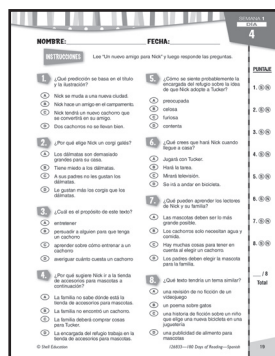 SEMANA 1
DÍA
4
NOMBRE:
FECHA:
INSTRUCCIONES
Lee "Un nuevo amigo para Nick" y luego responde las preguntas.
PUNTAJE
1. ¿Qué predicción se basa en el título
y la ilustración?
A Nick se muda a una nueva ciudad.
B Nick hace un amigo en el campamento.
C Nick tendrá un nuevo cachorro que
se convertirá en su amigo.
D Dos cachorros no se llevan bien.
2. ¿Por qué elige Nick un corgi galés?
A Los dálmatas son demasiado
grandes para su casa.
B Tiene miedo a los dálmatas.
C A sus padres no les gustan los
dálmatas.
D Le gustan más los corgis que los
dálmatas.
3. ¿Cuál es el propósito de este texto?
A entretener
B persuadir a alguien para que tenga
un cachorro
C aprender sobre cómo entrenar a un
cachorro
D averiguar cuánto cuesta un cachorro
4. ¿Por qué sugiere Nick ir a la tienda
de accesorios para mascotas a
continuación?
A La familia no sabe dónde está la
tienda de accesorios para mascotas.
B La familia no encuentró un cachorro.
C La familia deberá comprar cosas
para Tucker.
D La encargada del refugio trabaja en la
tienda de accesorios para mascotas.
5. ¿Cómo se siente probablemente la
encargada del refugio sobre la idea
de que Nick adopte a Tucker?
A preocupada
B celosa
C furiosa
D contenta
6. ¿Qué crees que hará Nick cuando
llegue a casa?
A Jugará con Tucker.
B Hará la tarea.
C Mirará televisión.
D Se irá a andar en bicicleta.
7. ¿Qué pueden aprender los lectores
de Nick y su familia?
A Las mascotas deben ser lo más
grande posible.
B Los cachorros solo necesitan agua y
comida.
C Hay muchas cosas para tener en
cuenta al elegir un cachorro.
D Los padres deben elegir la mascota
para la familia.
8. ¿Qué texto tendría un tema similar?
A una revisión de no ficción de un
videojuego
B un poema sobre gatos
C una historia de ficción sobre un niño
que elige una nueva bicicleta en una
juguetería
D una publicidad de alimento para
mascotas
1. S N
2. S N
3. S N
4. S N
5. S N
6. S N
7. S N
8. S N
___ / 8
Total
© Shell Education
126833—180 Days of Reading—Spanish
19